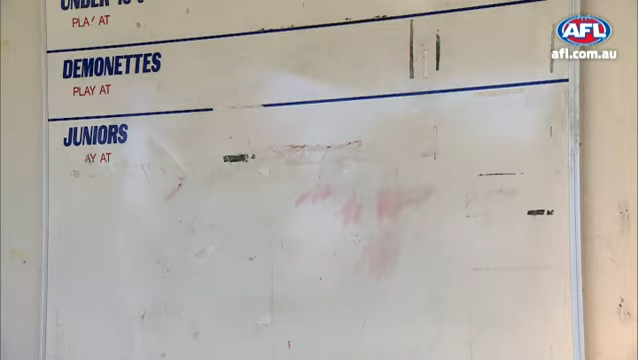 PLAY AT
DEMONETTES
PLAY AT
JUNIORS
AY AT
AFL
afl.com.au